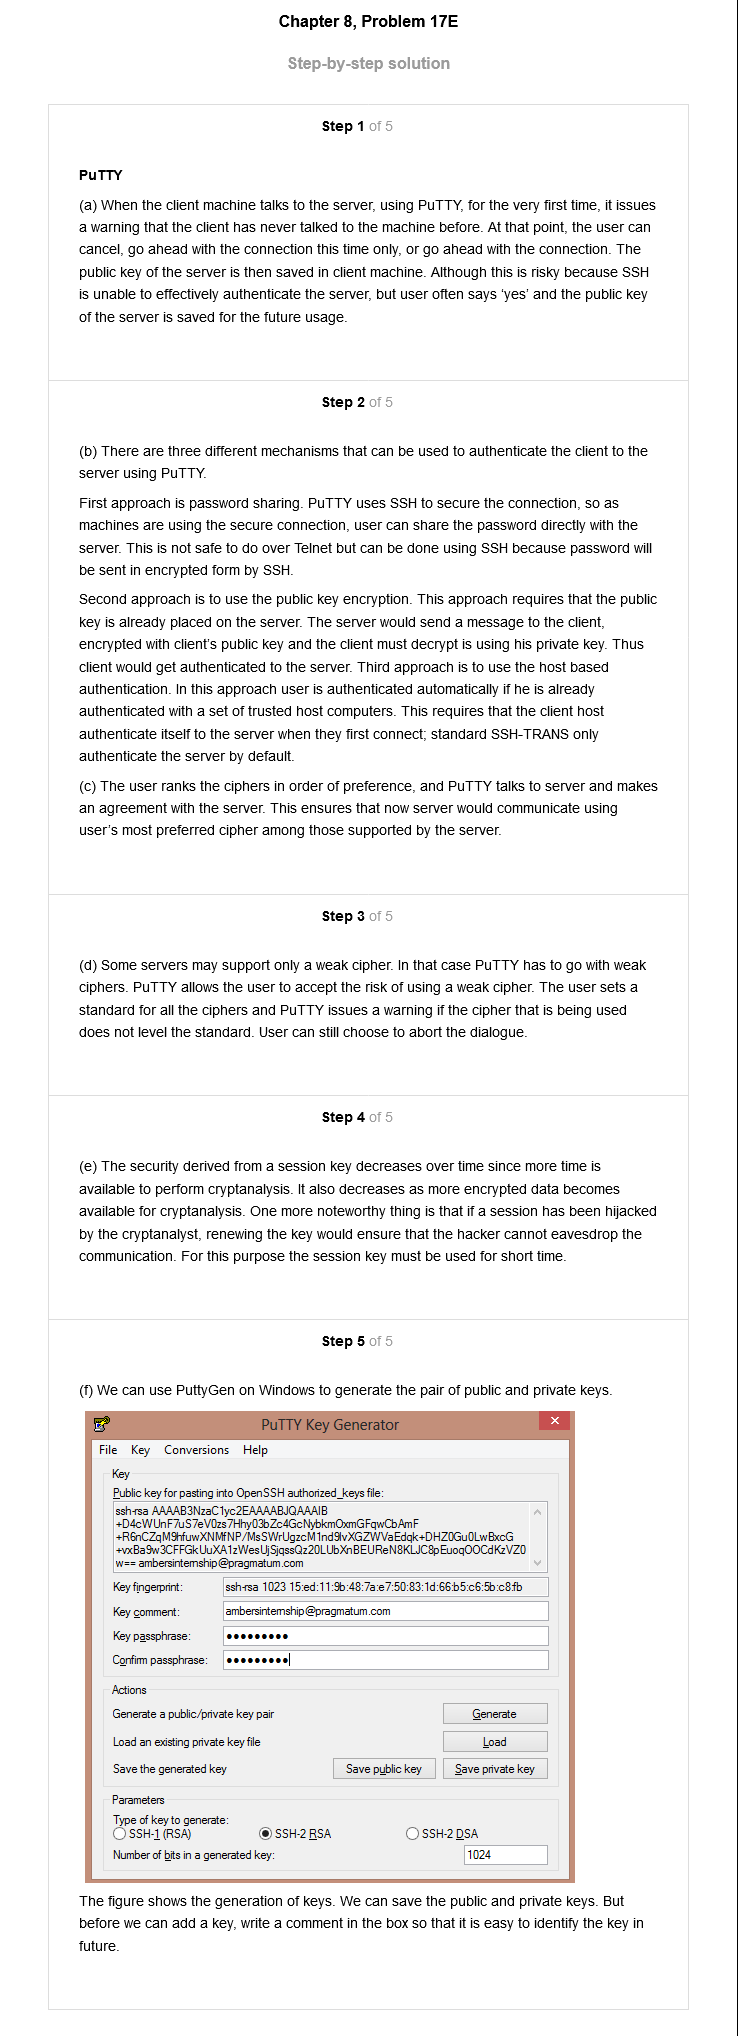 Chapter 8, Problem 17E
Step-by-step solution
Step 1 of 5
PuTTY
(a) When the client machine talks to the server, using PuTTY, for the very first time, it issues
a warning that the client has never talked to the machine before. At that point, the user can
cancel, go ahead with the connection this time only, or go ahead with the connection. The
public key of the server is then saved in client machine. Although this is risky because SSH
is unable to effectively authenticate the server, but user often says ‘yes’ and the public key
of the server is saved for the future usage.
Step 2 of 5
(b) There are three different mechanisms that can be used to authenticate the client to the
server using PuTTY.
First approach is password sharing. PuTTY uses SSH to secure the connection, so as
machines are using the secure connection, user can share the password directly with the
server. This is not safe to do over Telnet but can be done using SSH because password will
be sent in encrypted form by SSH.
Second approach is to use the public key encryption. This approach requires that the public
key is already placed on the server. The server would send a message to the client,
encrypted with client’s public key and the client must decrypt is using his private key. Thus
client would get authenticated to the server. Third approach is to use the host based
authentication. In this approach user is authenticated automatically if he is already
authenticated with a set of trusted host computers. This requires that the client host
authenticate itself to the server when they first connect; standard SSH-TRANS only
authenticate the server by default.
(c) The user ranks the ciphers in order of preference, and PuTTY talks to server and makes
an agreement with the server. This ensures that now server would communicate using
user’s most preferred cipher among those supported by the server.
Step 3 of 5
(d) Some servers may support only a weak cipher. In that case PuTTY has to go with weak
ciphers. PuTTY allows the user to accept the risk of using a weak cipher. The user sets a
standard for all the ciphers and PuTTY issues a warning if the cipher that is being used
does not level the standard. User can still choose to abort the dialogue.
Step 4 of 5
(e) The security derived from a session key decreases over time since more time is
available to perform cryptanalysis. It also decreases as more encrypted data becomes
available for cryptanalysis. One more noteworthy thing is that if a session has been hijacked
by the cryptanalyst, renewing the key would ensure that the hacker cannot eavesdrop the
communication. For this purpose the session key must be used for short time.
Step 5 of 5
(f) We can use PuttyGen on Windows to generate the pair of public and private keys.
PuTTY Key Generator
File Key Conversions Help
Key
Public key for pasting into OpenSSH authorized_keys file:
ssh-rsa AAAAB3NzaC1yc2EAAAABJQAAAIB
+D4cWUnF7uS7eV0zs7Hhy03bZc4GcNybkmOxmGFqwCbAmF
+R6nCZqM9hfuwXNMfNP/MsSWrUgzcM1nd9lvXGZWVaEdqk+DHZ0Gu0LwBxcG
+vxBa9w3CFFGkUuXA1zWesUjSjqssQz20LUbXnBEUReN8KLJC8pEuoqOOCdKzVZ0
w== ambersinternship@pragmatum.com
Key fingerprint: ssh-rsa 1023 15:ed:11:9b:48:7a:e7:50:83:1d:66:b5:c6:5b:c8:fb
Key comment: ambersinternship@pragmatum.com
Key passphrase: •••••••••
Confirm passphrase: •••••••••
Actions
Generate a public/private key pair Generate
Load an existing private key file Load
Save the generated key Save public key Save private key
Parameters
Type of key to generate:
SSH-1 (RSA) SSH-2 RSA SSH-2 DSA
Number of bits in a generated key: 1024
The figure shows the generation of keys. We can save the public and private keys. But
before we can add a key, write a comment in the box so that it is easy to identify the key in
future.